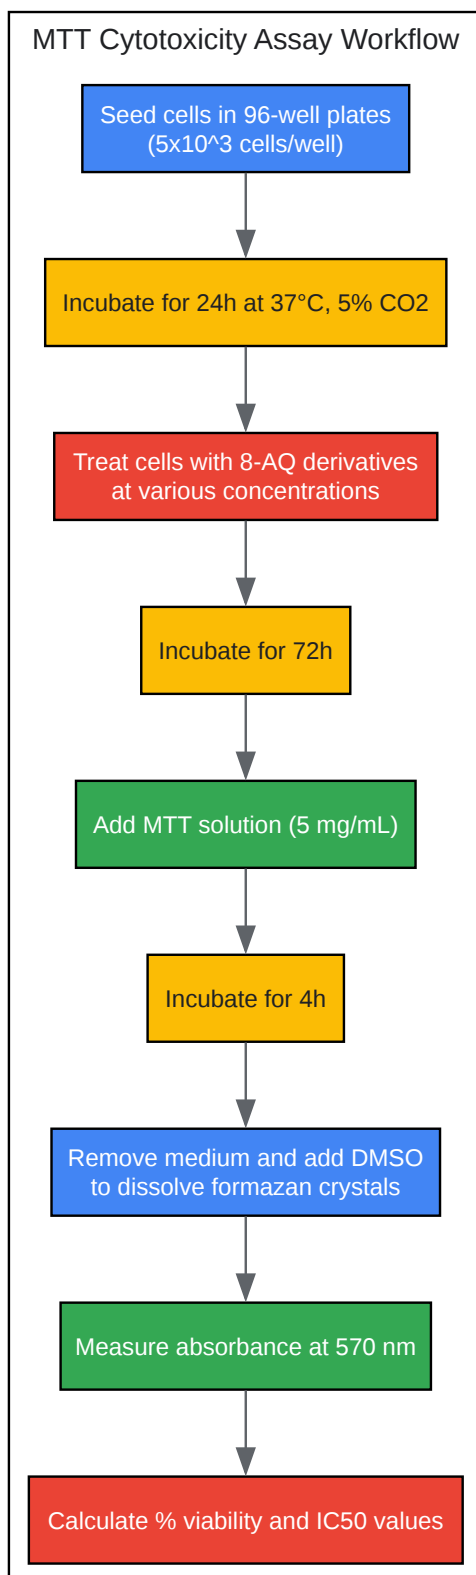 MTT Cytotoxicity Assay Workflow
Seed cells in 96-well plates
(5x10^3 cells/well)
Incubate for 24h at 37°C, 5% CO2
Treat cells with 8-AQ derivatives
at various concentrations
Incubate for 72h
Add MTT solution (5 mg/mL)
Incubate for 4h
Remove medium and add DMSO
to dissolve formazan crystals
Measure absorbance at 570 nm
Calculate % viability and IC50 values